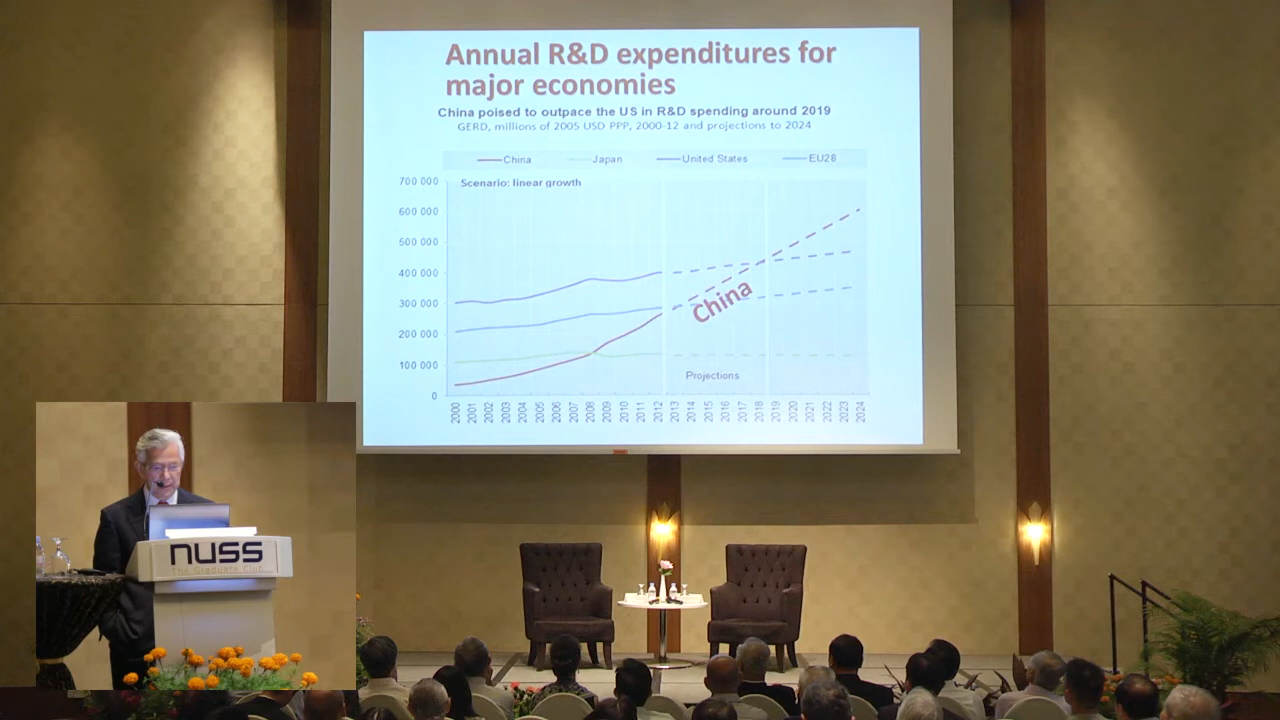 Annual R&D expenditures for
major economies
China poised to outpace the US in R&D spending around 2019
GERD, millions of 2005 USD PPP, 2000-12 and projections to 2024
China Japan United States EU28
Scenario: linear growth
700 000
600 000
500 000
400 000
300 000
200 000
100 000
0
China
Projections
2000 2001 2002 2003 2004 2005 2006 2007 2008 2009 2010 2011 2012 2013 2014 2015 2016 2017 2018 2019 2020 2021 2022 2023 2024
nuss
The Graduate Club